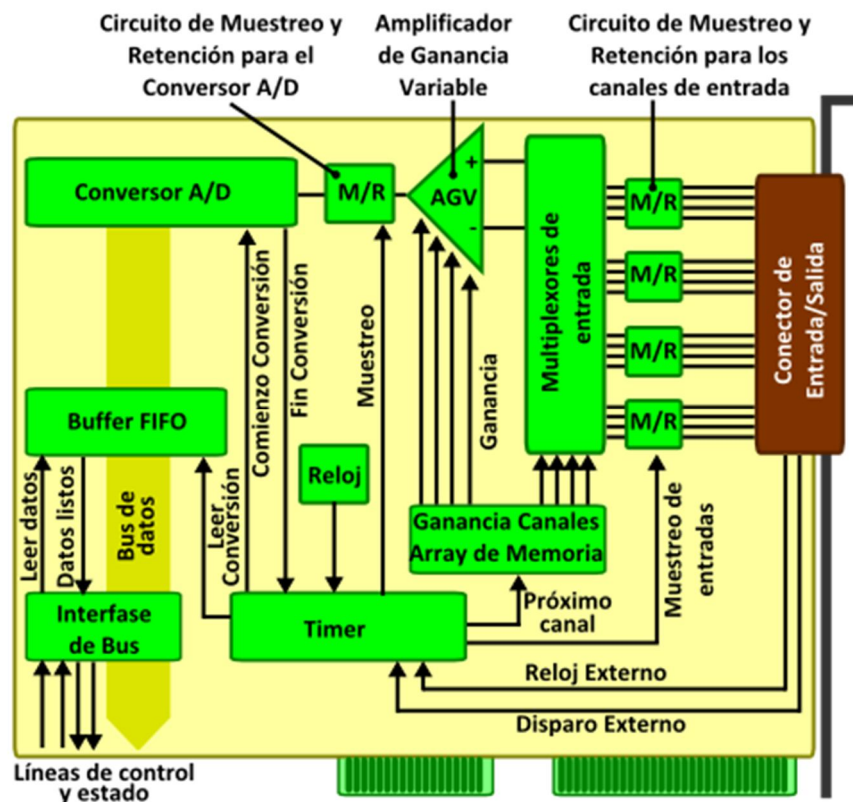 Circuito de Muestreo y
Retención para el
Conversor A/D
Amplificador
de Ganancia
Variable
Circuito de Muestreo y
Retención para los
canales de entrada
Conversor A/D
M/R
AGV
+
-
Multiplexores de
entrada
M/R
M/R
M/R
M/R
Conector de
Entrada/Salida
Comienzo Conversión
Fin Conversión
Muestreo
Ganancia
Buffer FIFO
Reloj
Leer datos
Datos listos
Bus de
datos
Leer
Conversión
Ganancia Canales
Array de Memoria
Muestreo de
entradas
Interfase
de Bus
Timer
Próximo
canal
Reloj Externo
Disparo Externo
Líneas de control
y estado